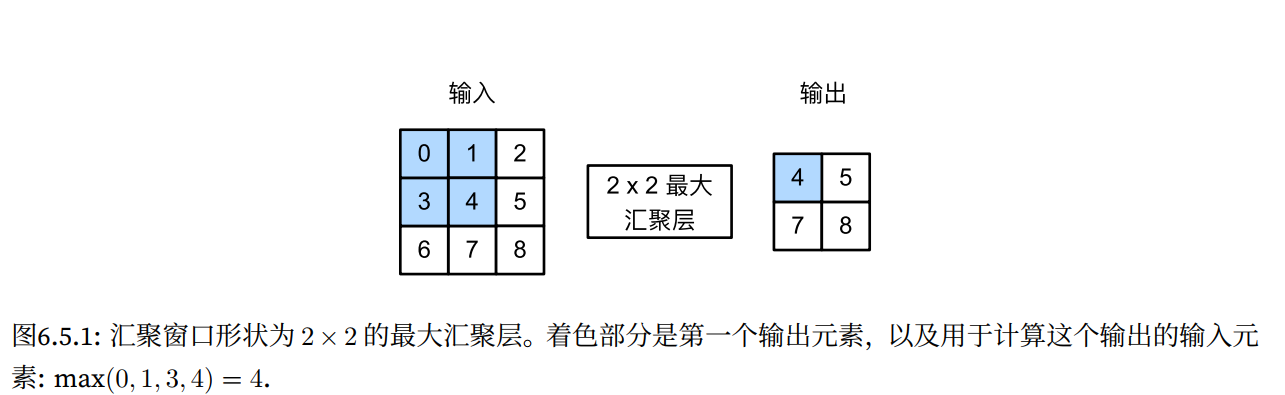 输入
输出
0 1 2
3 4 5
6 7 8
2 x 2 最大
汇聚层
4 5
7 8
图6.5.1: 汇聚窗口形状为 2 × 2 的最大汇聚层。着色部分是第一个输出元素，以及用于计算这个输出的输入元
素: max(0, 1, 3, 4) = 4.